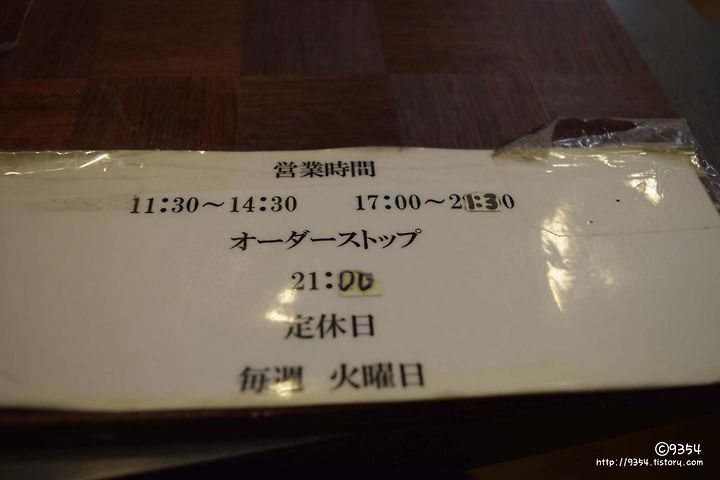 営業時間
11:30～14:30 17:00～21:30
オーダーストップ
21:00
定休日
毎週 火曜日
©9354
http://9354.tistory.com